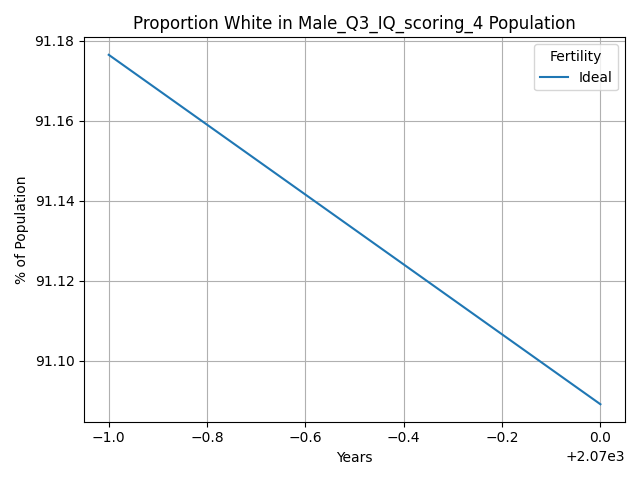 Proportion White in Male_Q3_IQ_scoring_4 Population
Fertility
Ideal
% of Population
91.18
91.16
91.14
91.12
91.10
−1.0
−0.8
−0.6
−0.4
−0.2
0.0
+2.07e3
Years